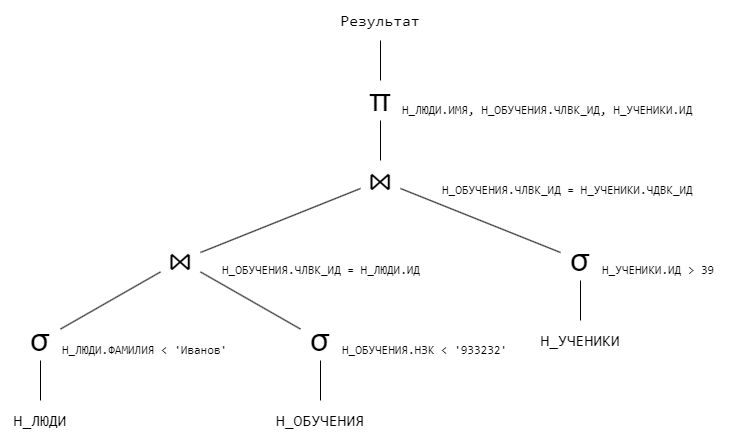 Результат
π Н_ЛЮДИ.ИМЯ, Н_ОБУЧЕНИЯ.ЧЛВК_ИД, Н_УЧЕНИКИ.ИД
⋈ Н_ОБУЧЕНИЯ.ЧЛВК_ИД = Н_УЧЕНИКИ.ЧДВК_ИД
⋈ Н_ОБУЧЕНИЯ.ЧЛВК_ИД = Н_ЛЮДИ.ИД
σ Н_УЧЕНИКИ.ИД > 39
σ Н_ЛЮДИ.ФАМИЛИЯ < 'Иванов'
σ Н_ОБУЧЕНИЯ.НЗК < '933232'
Н_УЧЕНИКИ
Н_ЛЮДИ
Н_ОБУЧЕНИЯ